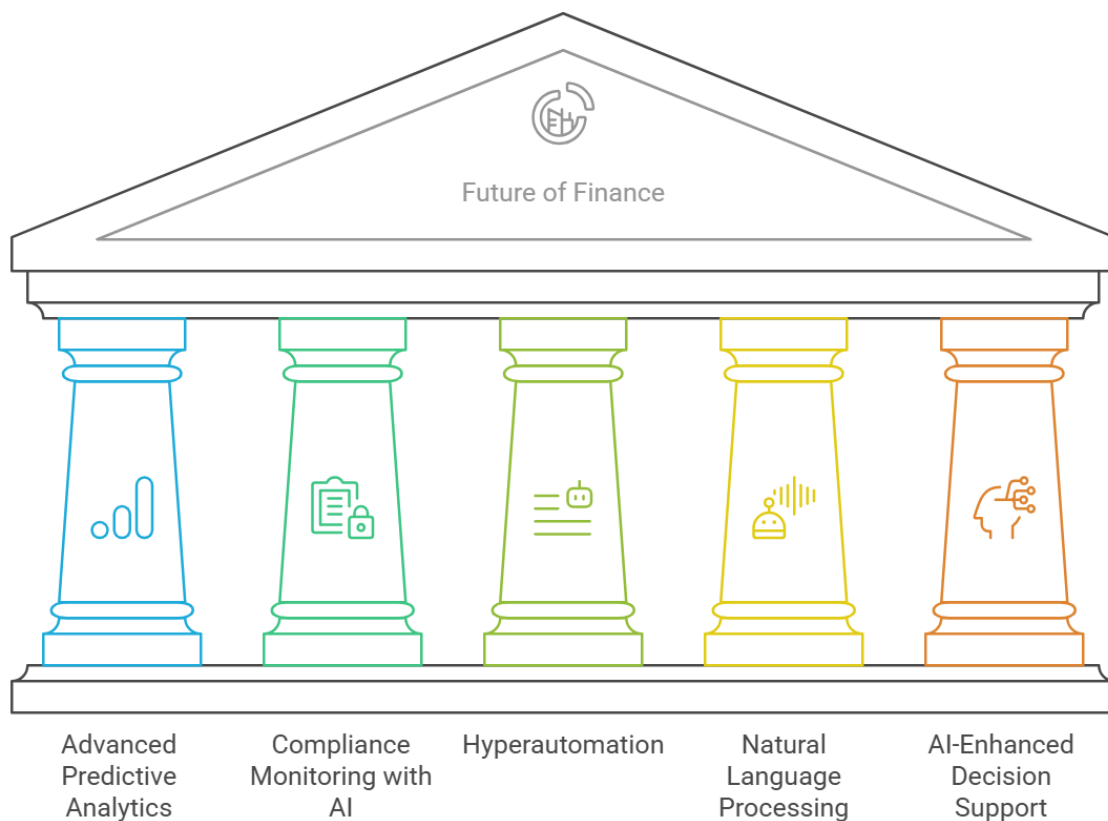 Future of Finance
Advanced
Predictive
Analytics
Compliance
Monitoring with
AI
Hyperautomation
Natural
Language
Processing
AI-Enhanced
Decision
Support